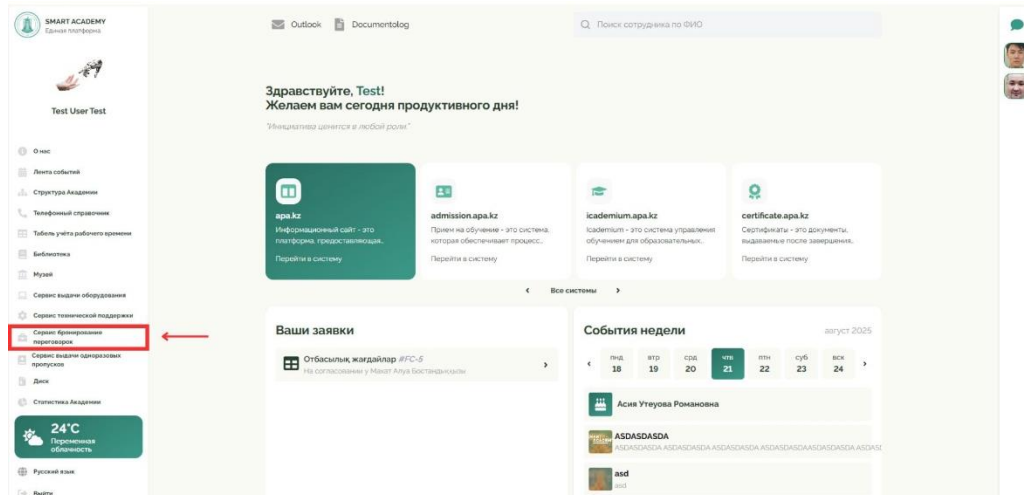 SMART ACADEMY
Единая платформа
Test User Test
О нас
Лента событий
Структура Академии
Телефонный справочник
Табель учёта рабочего времени
Библиотека
Музей
Сервис выдачи оборудования
Сервис технической поддержки
Сервис бронирования
переговорок
Сервис выдачи одноразовых
пропусков
Диск
Статистика Академии
24°C
Переменная
облачность
Русский язык
Выйти
Outlook
Documentolog
Поиск сотрудника по ФИО
Здравствуйте, Test!
Желаем вам сегодня продуктивного дня!
"Инициатива ценится в любой роли."
apa.kz
Информационный сайт - это
платформа, предоставляющая..
Перейти в систему
admission.apa.kz
Прием на обучение - это система,
которая обеспечивает процесс..
Перейти в систему
icademium.apa.kz
Icademium - это система управления
обучением для образовательных..
Перейти в систему
certificate.apa.kz
Сертификаты - это документы,
выдаваемые после завершения..
Перейти в систему
Все системы
Ваши заявки
Отбасылық жағдайлар #FC-5
На согласовании у Макат Алуа Бостандыкызы
События недели
август 2025
пнд 18
втр 19
срд 20
чтв 21
птн 22
суб 23
вск 24
Асия Утеуова Романовна
ASDASDASDA
asd
asd